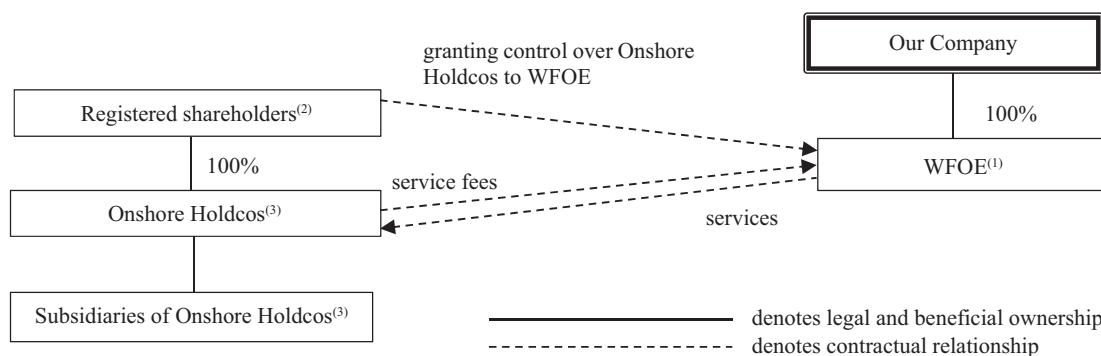 Our Company
granting control over Onshore
Holdcos to WFOE
Registered shareholders(2)
100%
100%
WFOE(1)
service fees
Onshore Holdcos(3)
services
Subsidiaries of Onshore Holdcos(3)
denotes legal and beneficial ownership
denotes contractual relationship